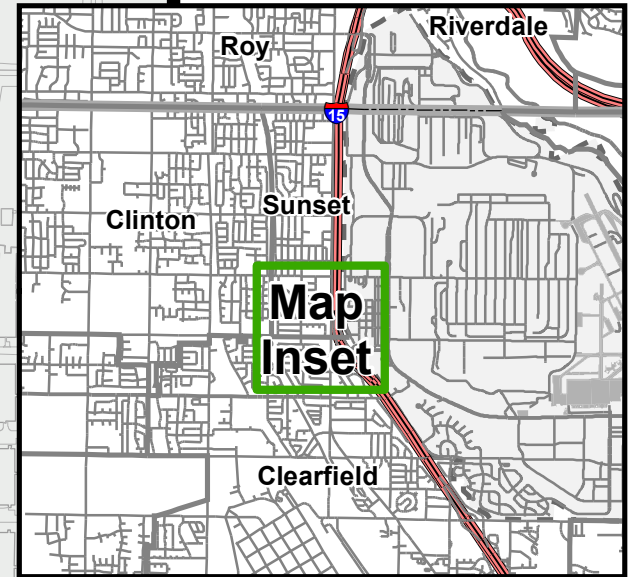 Riverdale
Roy
15
Sunset
Clinton
Map
Inset
Clearfield